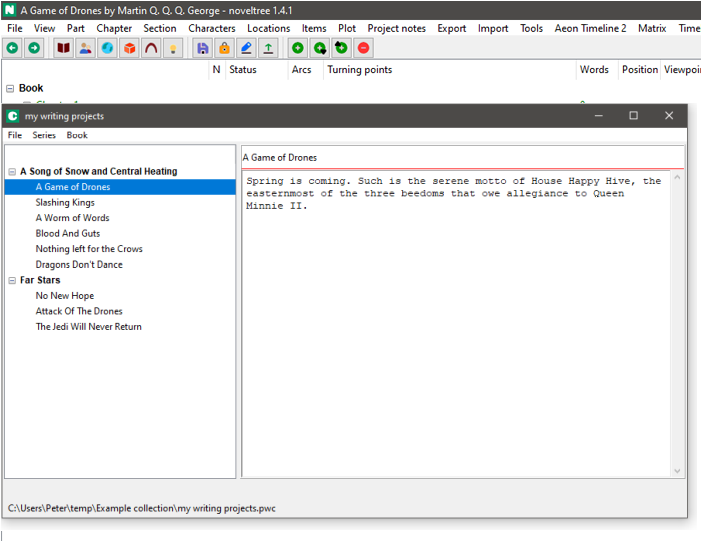 A Game of Drones by Martin Q. Q. Q. George - noveltree 1.4.1
File View Part Chapter Section Characters Locations Items Plot Project notes Export Import Tools Aeon Timeline 2 Matrix Time
N Status Arcs Turning points Words Position Viewpoi
Book
my writing projects
File Series Book
A Song of Snow and Central Heating
A Game of Drones
Slashing Kings
A Worm of Words
Blood And Guts
Nothing left for the Crows
Dragons Don't Dance
Far Stars
No New Hope
Attack Of The Drones
The Jedi Will Never Return
A Game of Drones
Spring is coming. Such is the serene motto of House Happy Hive, the
easternmost of the three beedoms that owe allegiance to Queen
Minnie II.
C:\Users\Peter\temp\Example collection\my writing projects.pwc